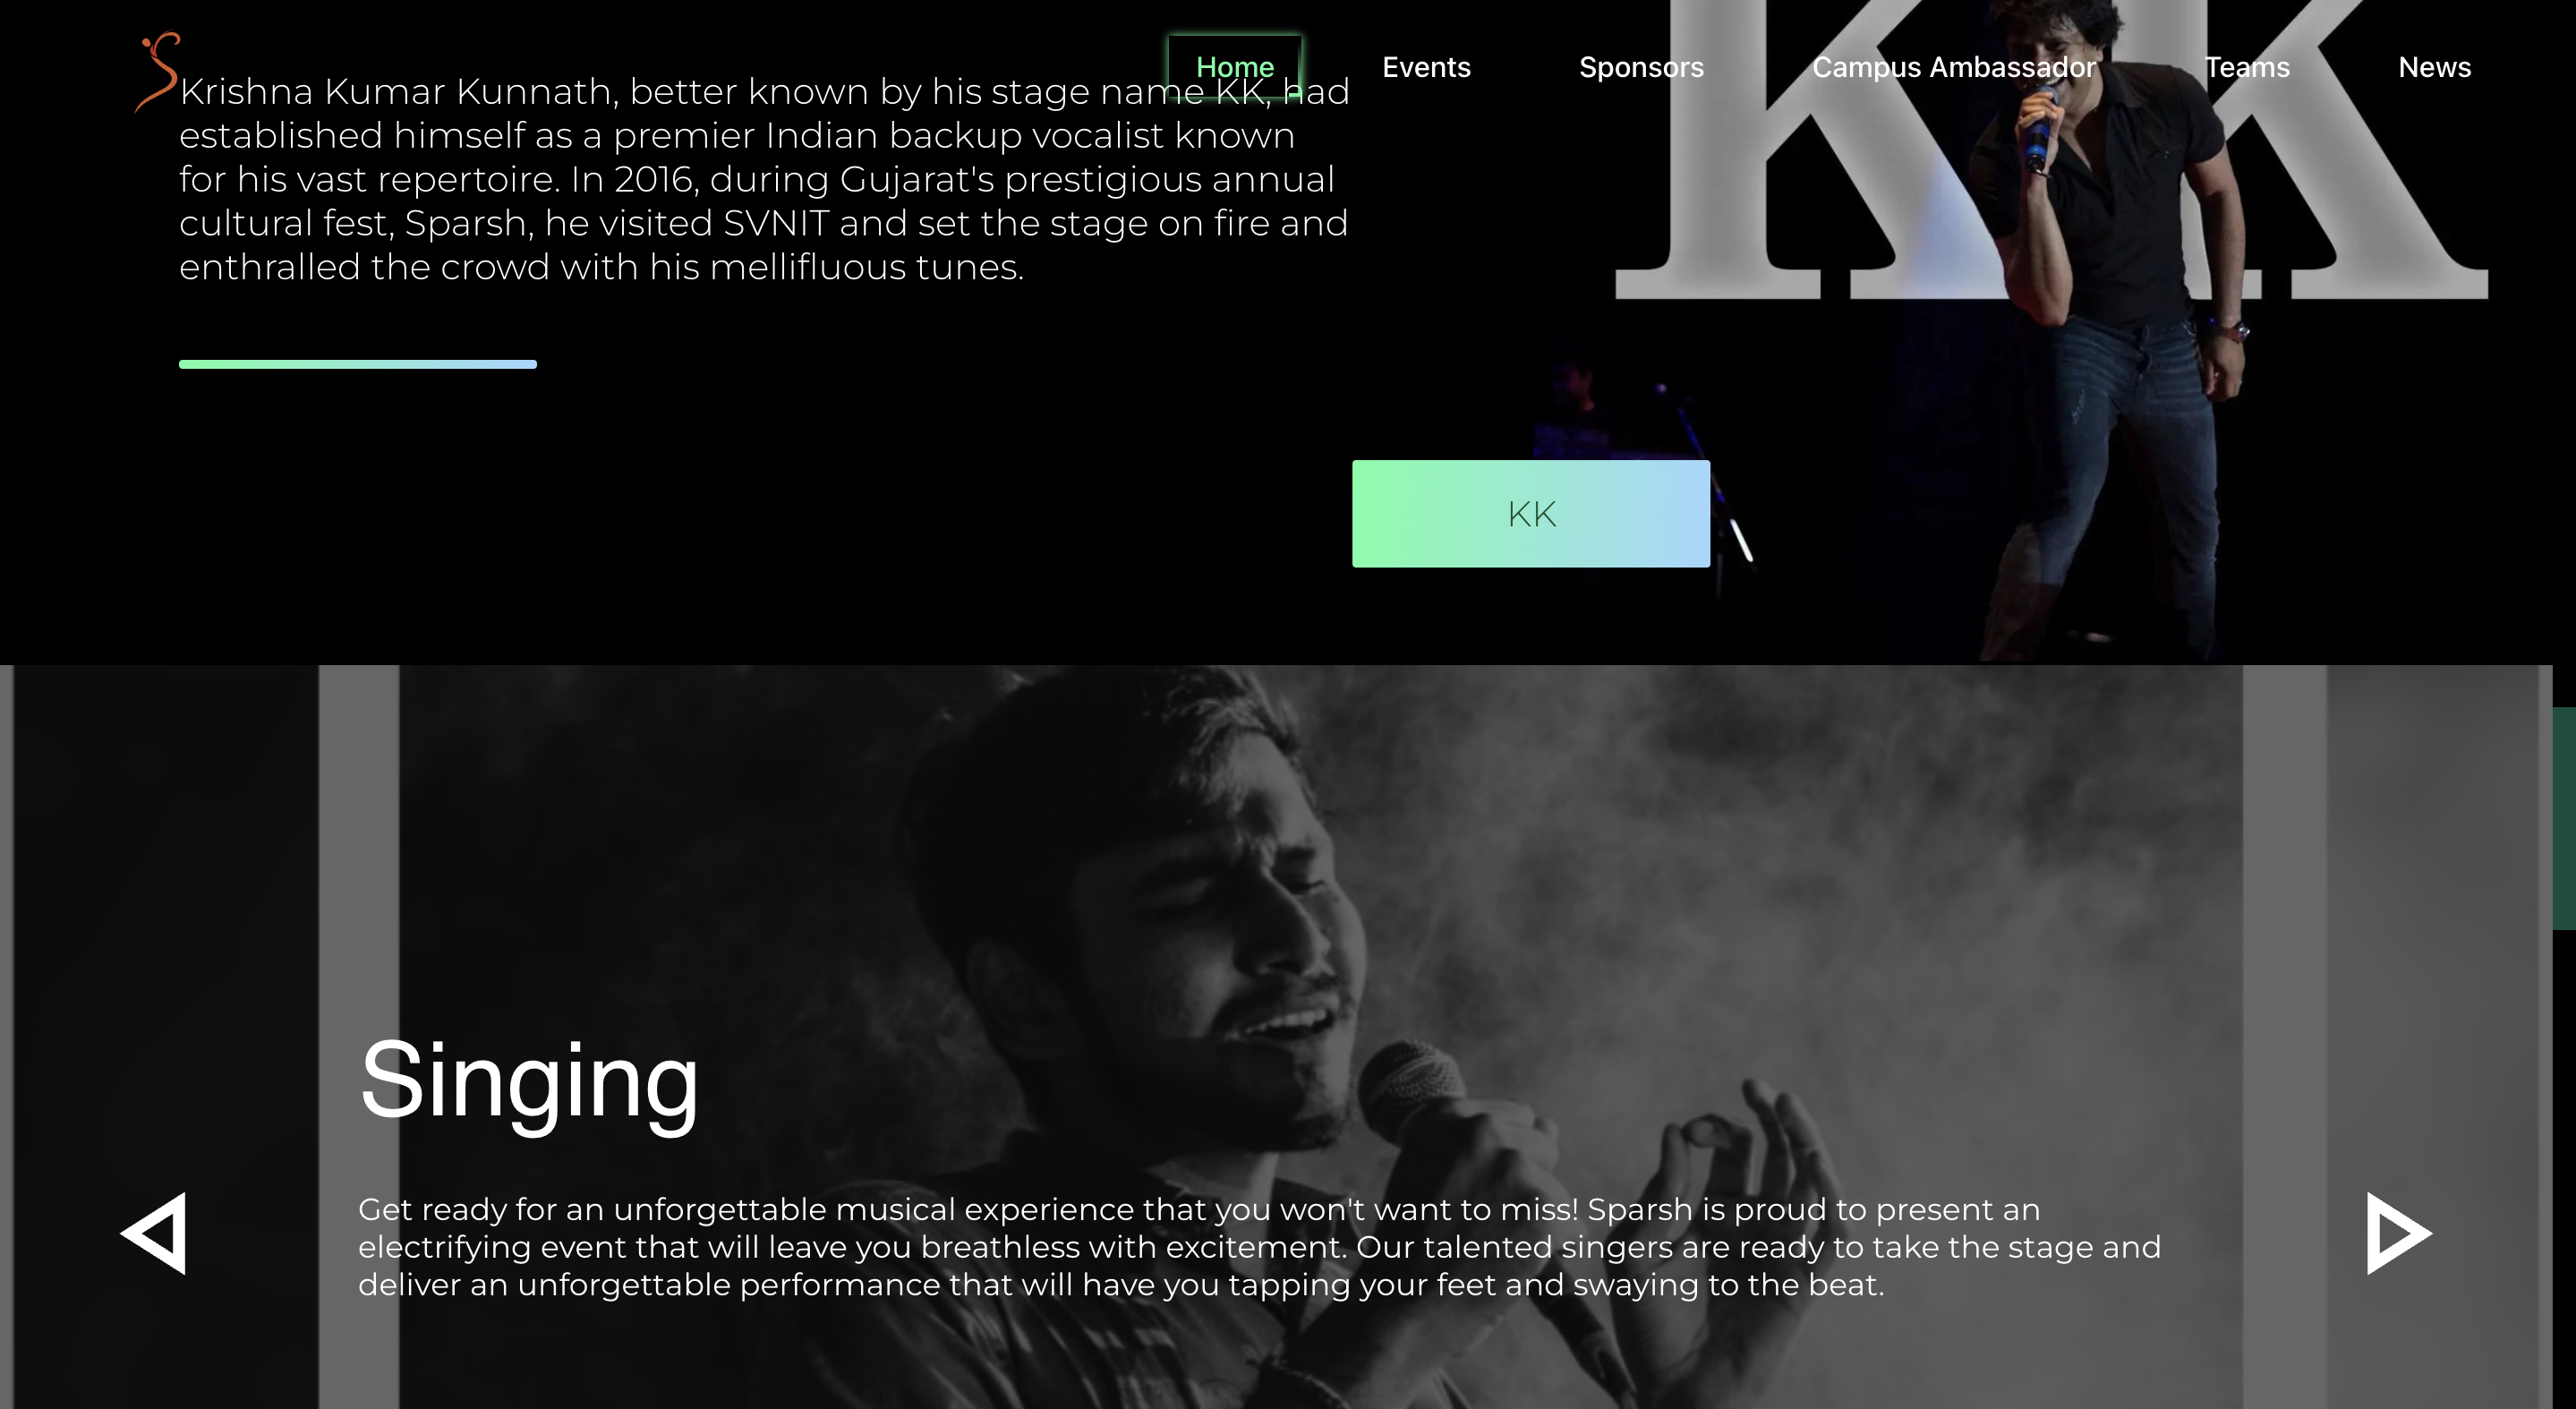 Home Events Sponsors Campus Ambassador Teams News
KK
Krishna Kumar Kunnath, better known by his stage name KK, had
established himself as a premier Indian backup vocalist known
for his vast repertoire. In 2016, during Gujarat's prestigious annual
cultural fest, Sparsh, he visited SVNIT and set the stage on fire and
enthralled the crowd with his mellifluous tunes.
KK
Singing
Get ready for an unforgettable musical experience that you won't want to miss! Sparsh is proud to present an
electrifying event that will leave you breathless with excitement. Our talented singers are ready to take the stage and
deliver an unforgettable performance that will have you tapping your feet and swaying to the beat.